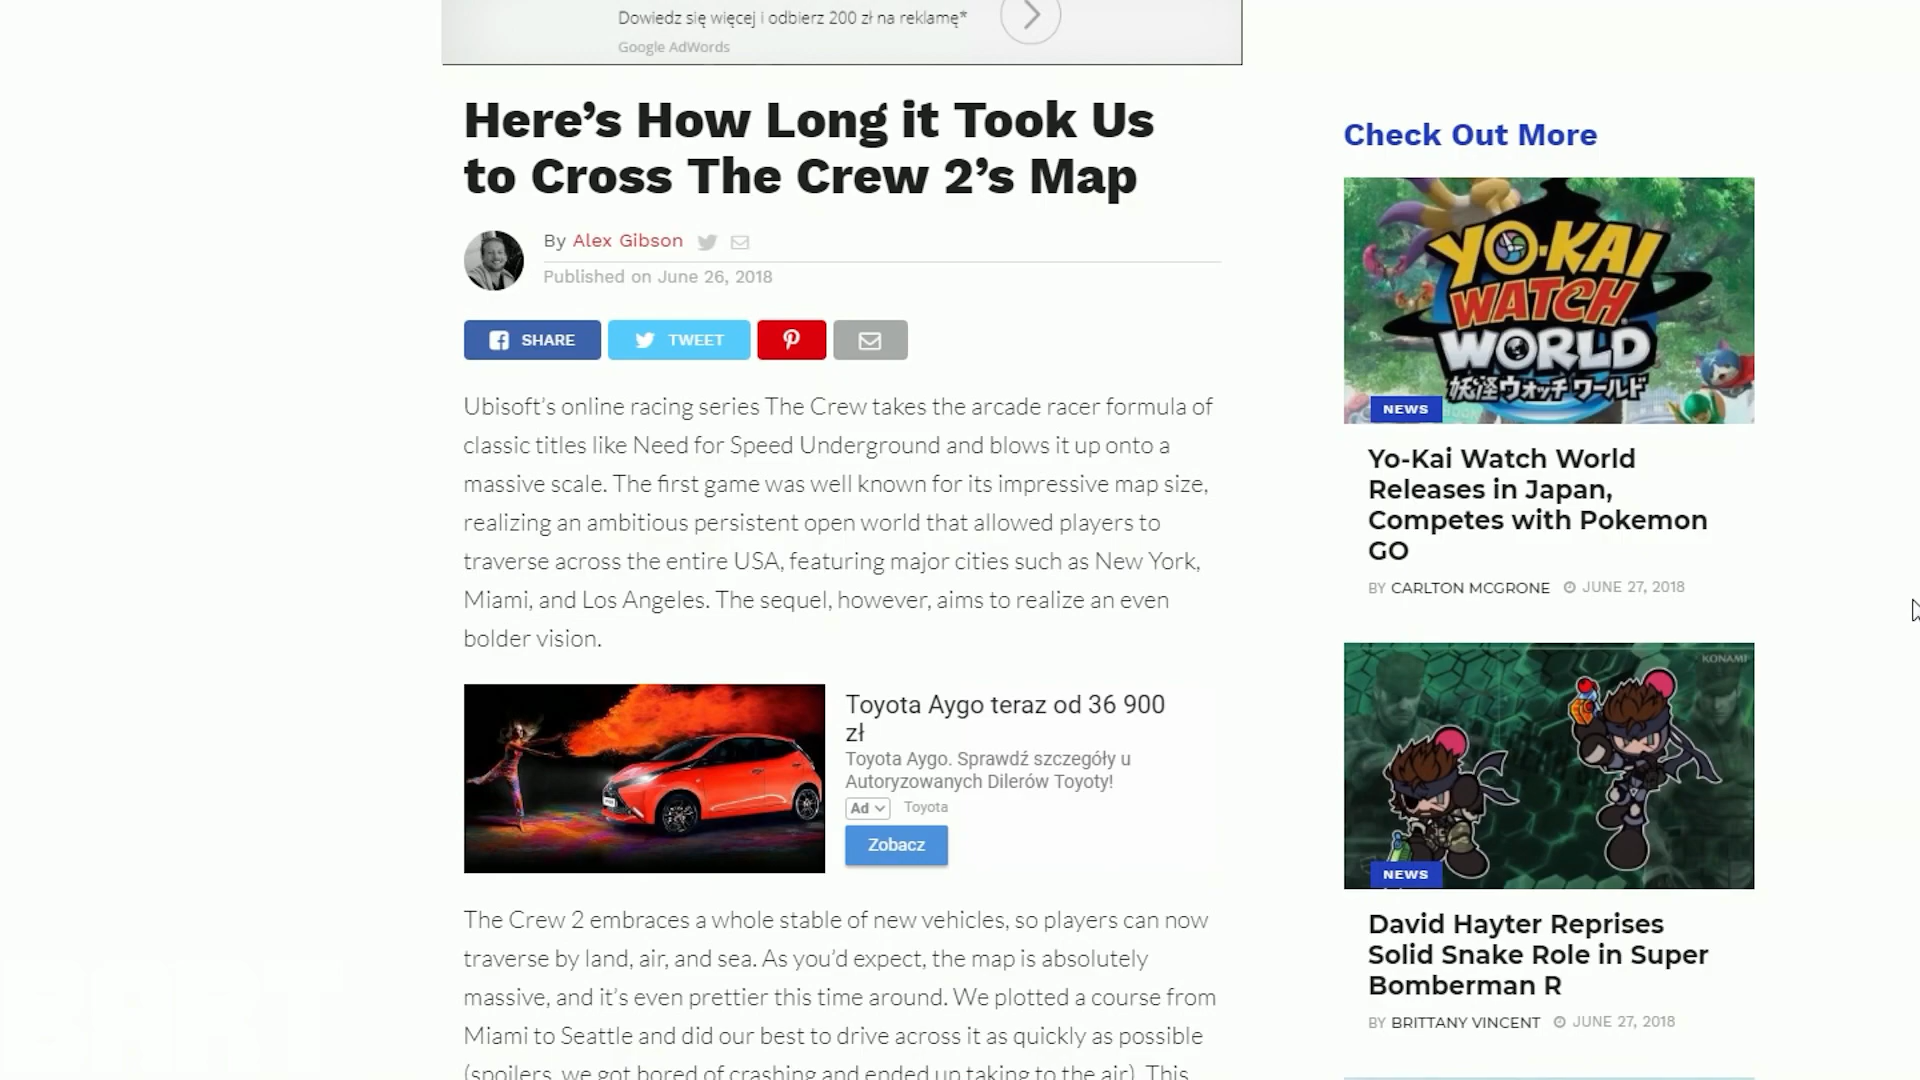 Dowiedz się więcej i odbierz 200 zł na reklamę*
Google AdWords
Here’s How Long it Took Us
to Cross The Crew 2’s Map
By Alex Gibson
Published on June 26, 2018
SHARE
TWEET
Ubisoft’s online racing series The Crew takes the arcade racer formula of
classic titles like Need for Speed Underground and blows it up onto a
massive scale. The first game was well known for its impressive map size,
realizing an ambitious persistent open world that allowed players to
traverse across the entire USA, featuring major cities such as New York,
Miami, and Los Angeles. The sequel, however, aims to realize an even
bolder vision.
Toyota Aygo teraz od 36 900
zł
Toyota Aygo. Sprawdź szczegóły u
Autoryzowanych Dilerów Toyoty!
Ad Toyota
Zobacz
The Crew 2 embraces a whole stable of new vehicles, so players can now
traverse by land, air, and sea. As you’d expect, the map is absolutely
massive, and it’s even prettier this time around. We plotted a course from
Miami to Seattle and did our best to drive across it as quickly as possible
(spoilers, we got bored of crashing and ended up taking to the air). This
BART
Check Out More
YO-KAI
WATCH
WORLD
妖怪ウォッチ ワールド
NEWS
Yo-Kai Watch World
Releases in Japan,
Competes with Pokemon
GO
BY CARLTON MCGRONE JUNE 27, 2018
KONAMI
NEWS
David Hayter Reprises
Solid Snake Role in Super
Bomberman R
BY BRITTANY VINCENT JUNE 27, 2018